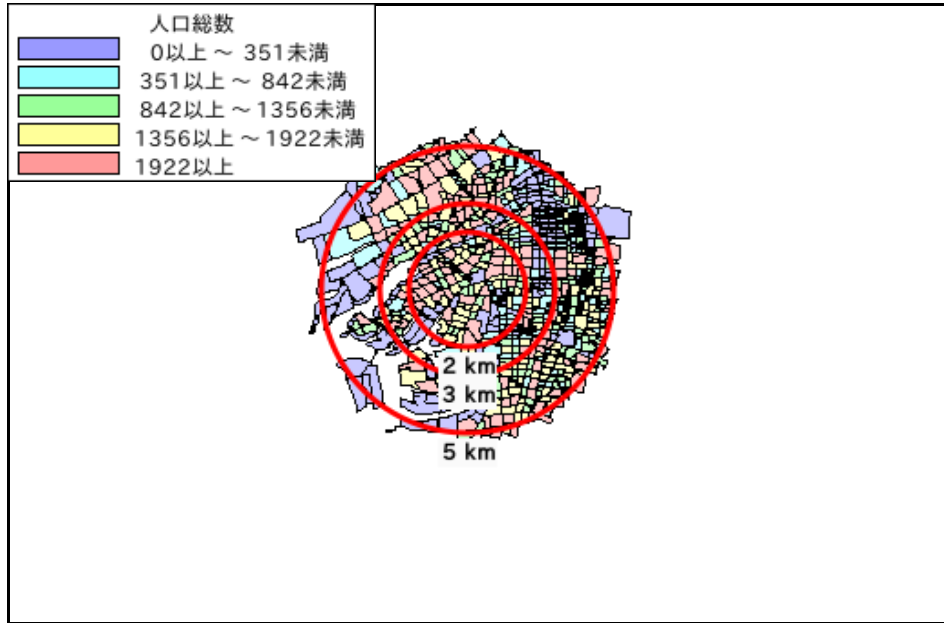 人口総数
0以上 ～ 351未満
351以上 ～ 842未満
842以上 ～ 1356未満
1356以上 ～ 1922未満
1922以上
2 km
3 km
5 km